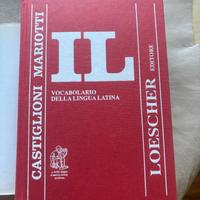 CASTIGLIONI MARIOTTI
IL
VOCABOLARIO
DELLA LINGUA LATINA
LOESCHER
EDITORE